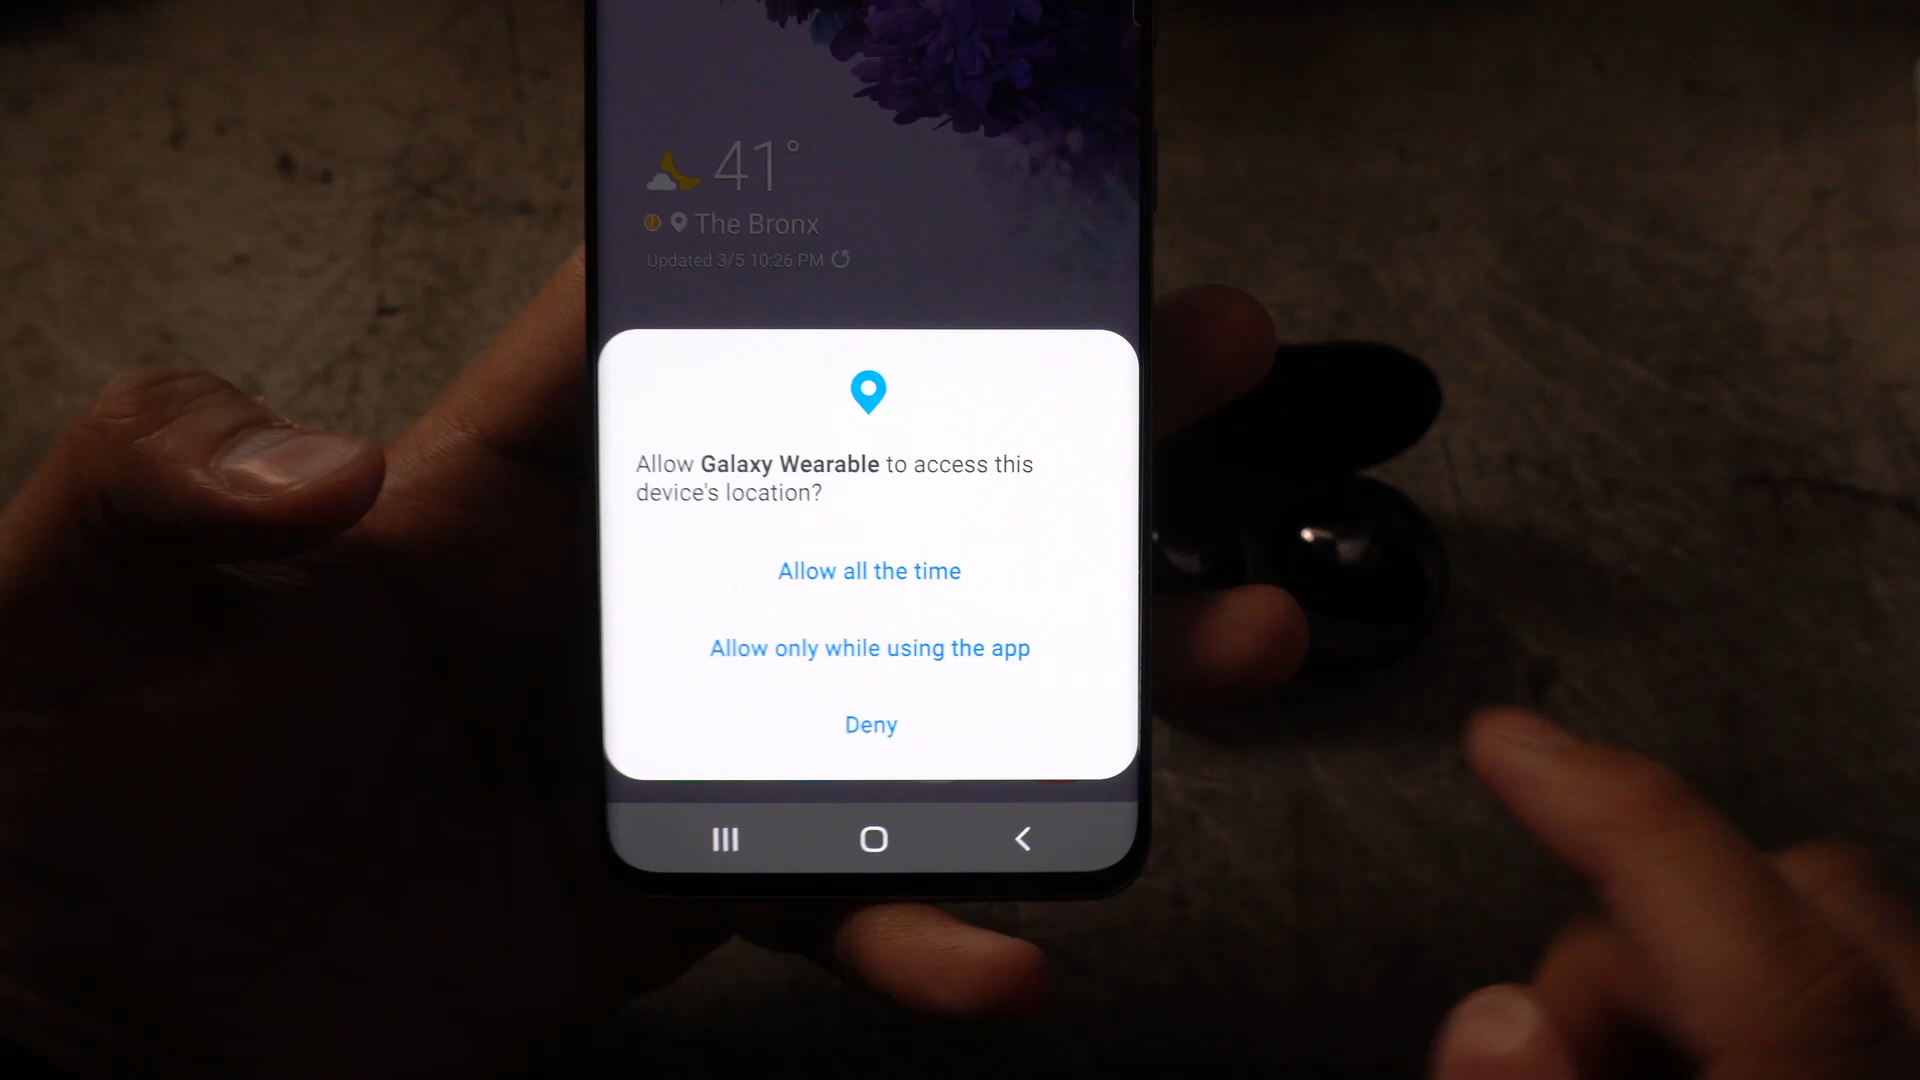 41°
The Bronx
Updated 3/5 10:26 PM
Allow Galaxy Wearable to access this
device's location?
Allow all the time
Allow only while using the app
Deny